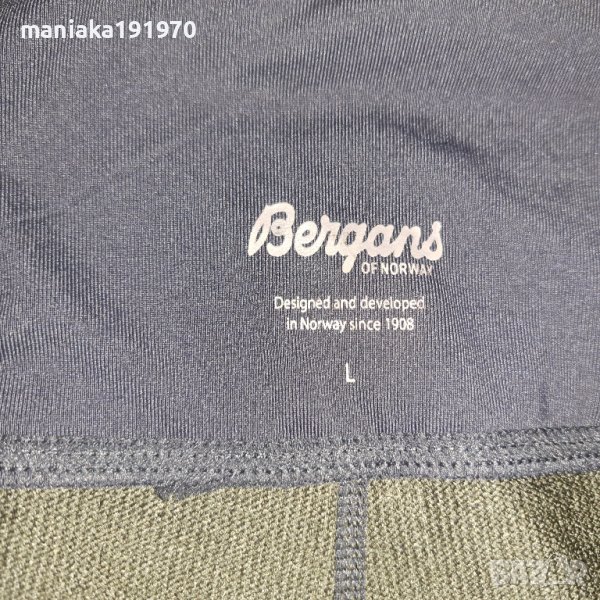 maniaka191970
Bergans
OF NORWAY
Designed and developed
in Norway since 1908
L